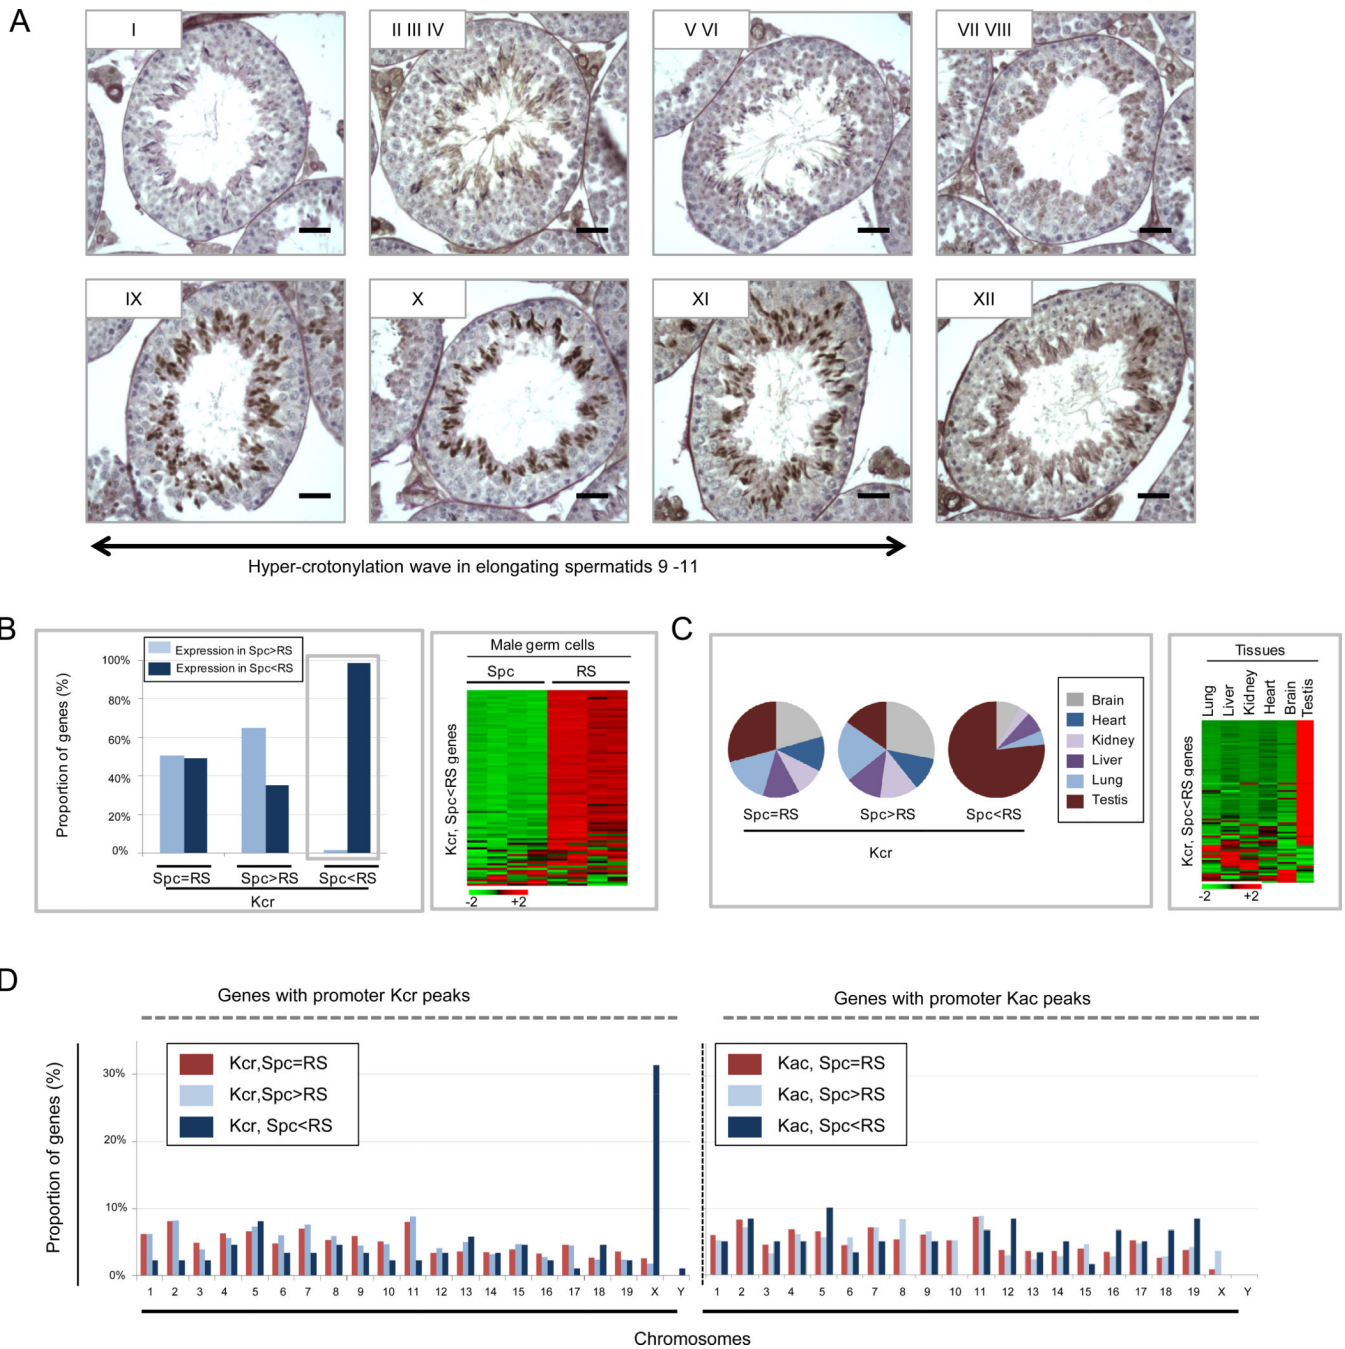 A
I
II III IV
V VI
VII VIII
IX
X
XI
XII
Hyper-crotonylation wave in elongating spermatids 9 -11
B
Expression in Spc>RS
Expression in Spc<RS
Proportion of genes (%)
100%
80%
60%
40%
20%
0%
Spc=RS Spc>RS Spc<RS
Kcr
Male germ cells
Spc RS
Kcr, Spc<RS genes
-2 +2
C
Spc=RS Spc>RS Spc<RS
Kcr
Brain
Heart
Kidney
Liver
Lung
Testis
Tissues
Lung Liver Kidney Heart Brain Testis
Kcr, Spc<RS genes
-2 +2
D
Genes with promoter Kcr peaks
Kcr,Spc=RS
Kcr,Spc>RS
Kcr, Spc<RS
Proportion of genes (%)
30%
20%
10%
0%
1 2 3 4 5 6 7 8 9 10 11 12 13 14 15 16 17 18 19 X Y
Genes with promoter Kac peaks
Kac, Spc=RS
Kac, Spc>RS
Kac, Spc<RS
1 2 3 4 5 6 7 8 9 10 11 12 13 14 15 16 17 18 19 X Y
Chromosomes